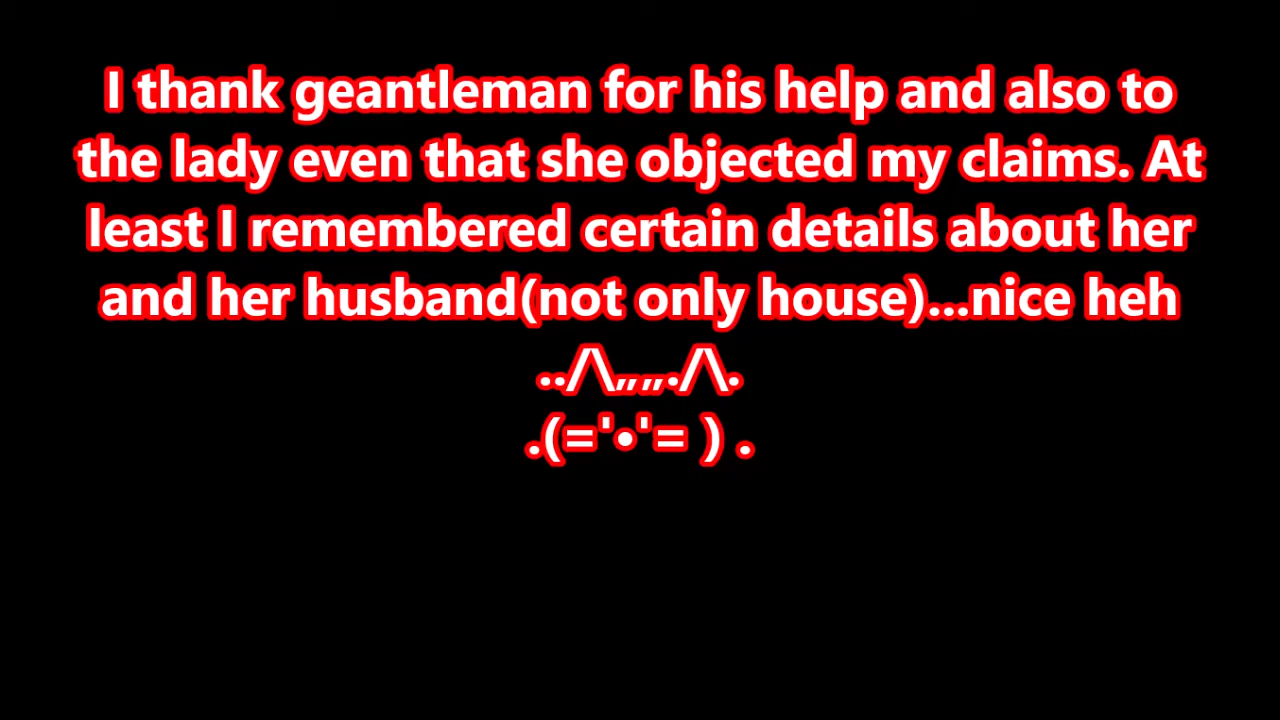 I thank geantleman for his help and also to
the lady even that she objected my claims. At
least I remembered certain details about her
and her husband(not only house)...nice heh
../\„„./\.
.(='•'= ) .